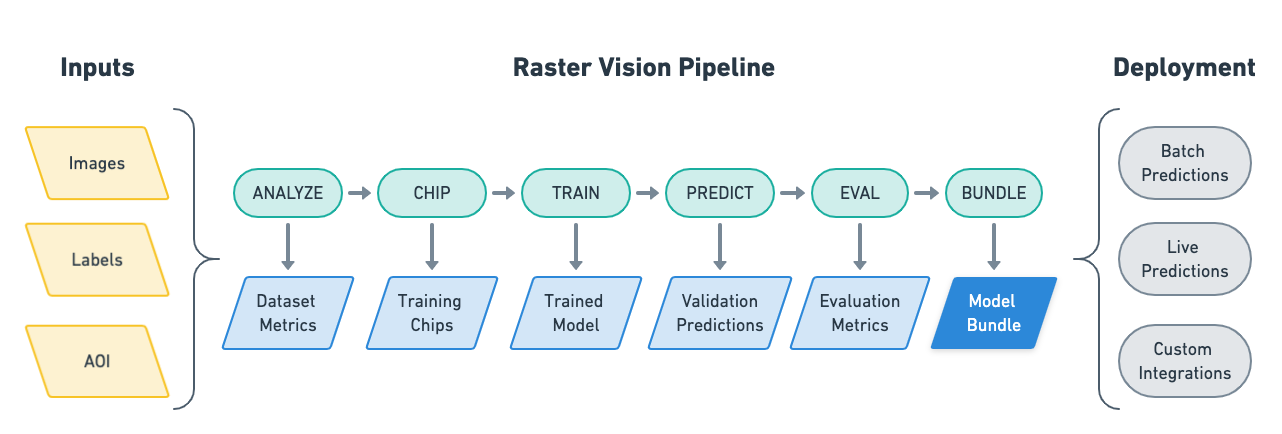 Inputs
Raster Vision Pipeline
Deployment
Images
Labels
AOI
ANALYZE
CHIP
TRAIN
PREDICT
EVAL
BUNDLE
Dataset
Metrics
Training
Chips
Trained
Model
Validation
Predictions
Evaluation
Metrics
Model
Bundle
Batch
Predictions
Live
Predictions
Custom
Integrations